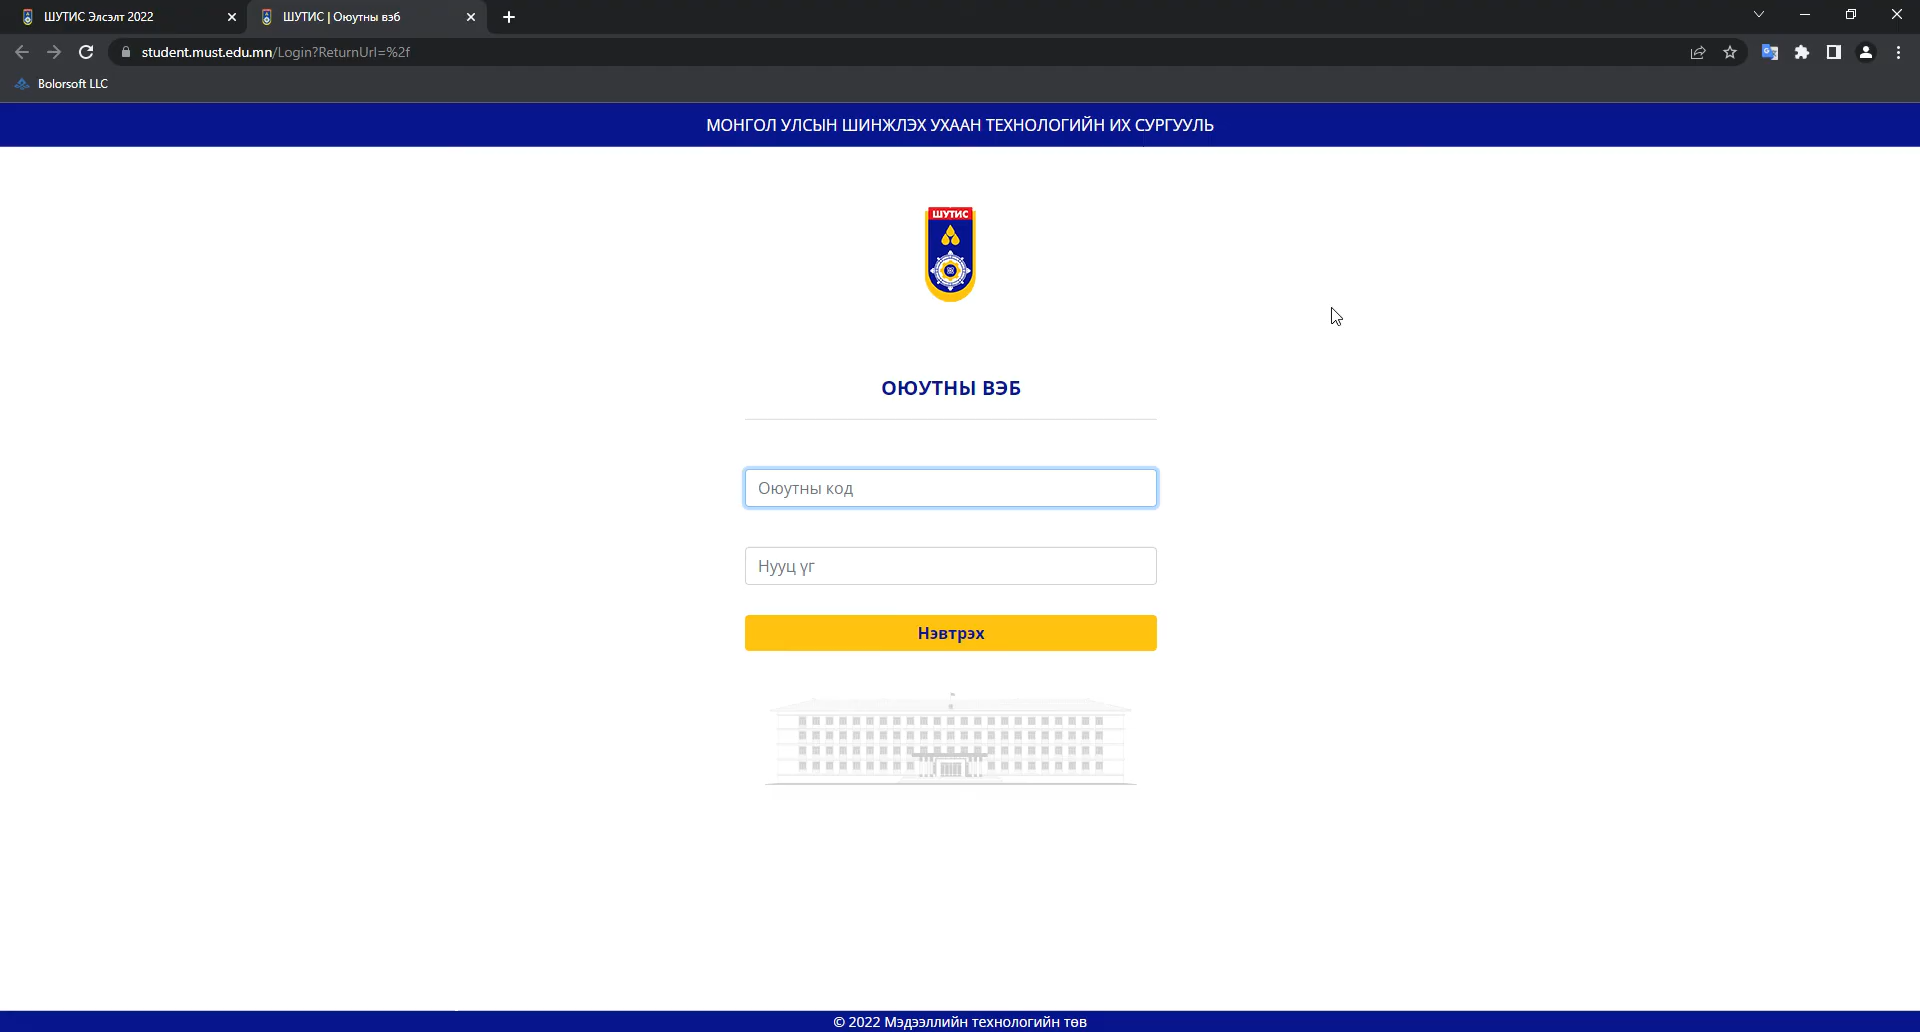 ШУТИС Элсэлт 2022
ШУТИС | Оюутны вэб
student.must.edu.mn/Login?ReturnUrl=%2f
Bolorsoft LLC
МОНГОЛ УЛСЫН ШИНЖЛЭХ УХААН ТЕХНОЛОГИЙН ИХ СУРГУУЛЬ
ШУТИС
ОЮУТНЫ ВЭБ
Оюутны код
Нууц үг
Нэвтрэх
© 2022 Мэдээллийн технологийн төв